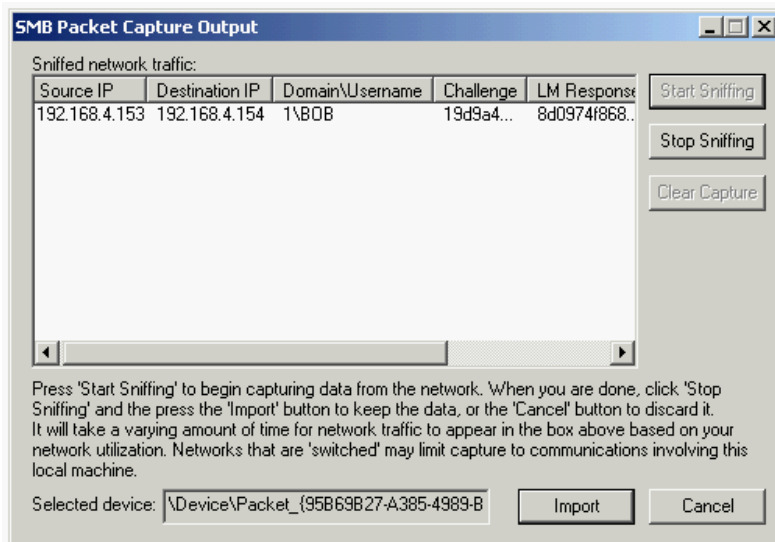 SMB Packet Capture Output
Sniffed network traffic:
Source IP Destination IP Domain\Username Challenge LM Response
192.168.4.153 192.168.4.154 1\BOB 19d9a4... 8d0974f868..
Start Sniffing
Stop Sniffing
Clear Capture
Press 'Start Sniffing' to begin capturing data from the network. When you are done, click 'Stop
Sniffing' and the press the 'Import' button to keep the data, or the 'Cancel' button to discard it.
It will take a varying amount of time for network traffic to appear in the box above based on your
network utilization. Networks that are 'switched' may limit capture to communications involving this
local machine.
Selected device: \Device\Packet_{95B69B27-A385-4989-B
Import
Cancel